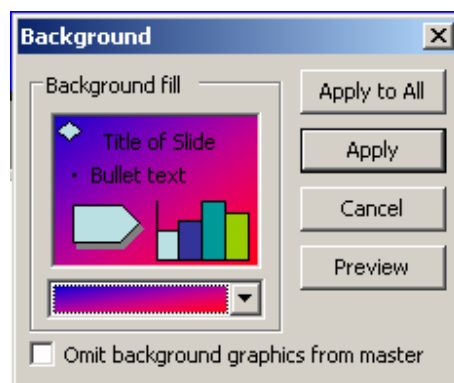 Background
Background fill
Title of Slide
• Bullet text
Apply to All
Apply
Cancel
Preview
Omit background graphics from master